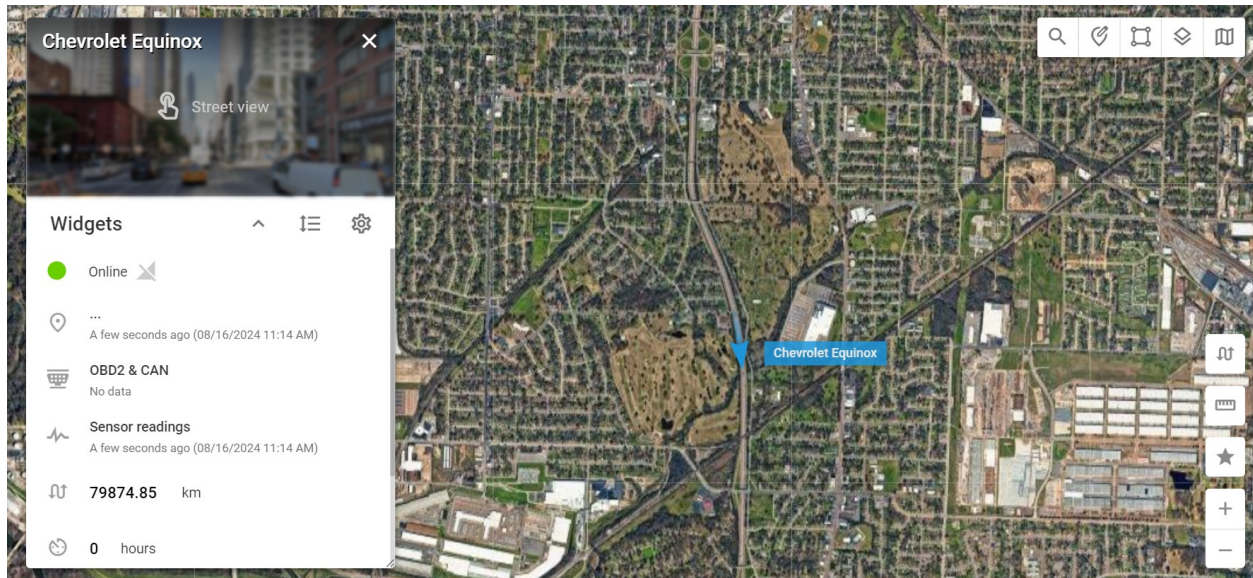 Chevrolet Equinox
Street view
Widgets
Online
...
A few seconds ago (08/16/2024 11:14 AM)
OBD2 & CAN
No data
Sensor readings
A few seconds ago (08/16/2024 11:14 AM)
79874.85 km
0 hours
Chevrolet Equinox